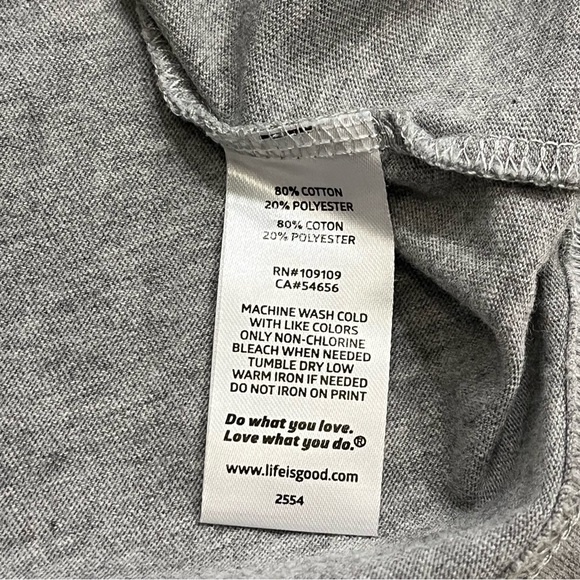 80% COTTON
20% POLYESTER
80% COTON
20% POLYESTER
RN#109109
CA#54656
MACHINE WASH COLD
WITH LIKE COLORS
ONLY NON-CHLORINE
BLEACH WHEN NEEDED
TUMBLE DRY LOW
WARM IRON IF NEEDED
DO NOT IRON ON PRINT
Do what you love.
Love what you do.®
www.lifeisgood.com
2554